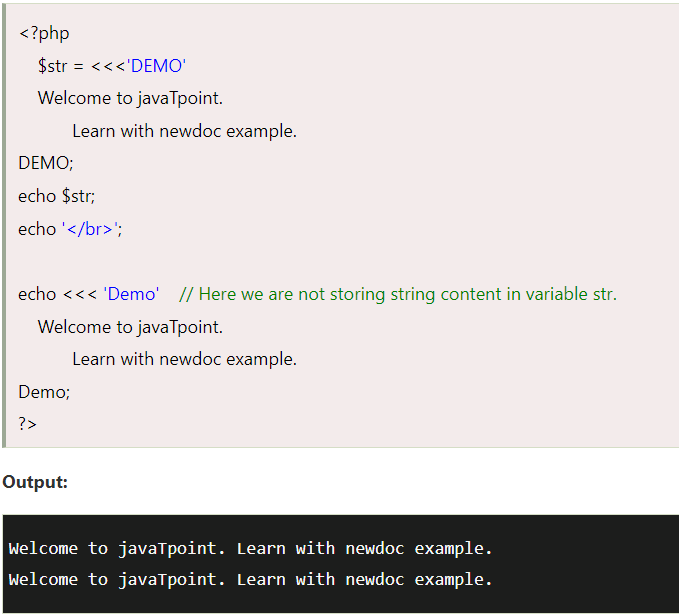 <?php
$str = <<<'DEMO'
Welcome to javaTpoint.
Learn with newdoc example.
DEMO;
echo $str;
echo '</br>';
echo <<< 'Demo' // Here we are not storing string content in variable str.
Welcome to javaTpoint.
Learn with newdoc example.
Demo;
?>
Output:
Welcome to javaTpoint. Learn with newdoc example.
Welcome to javaTpoint. Learn with newdoc example.